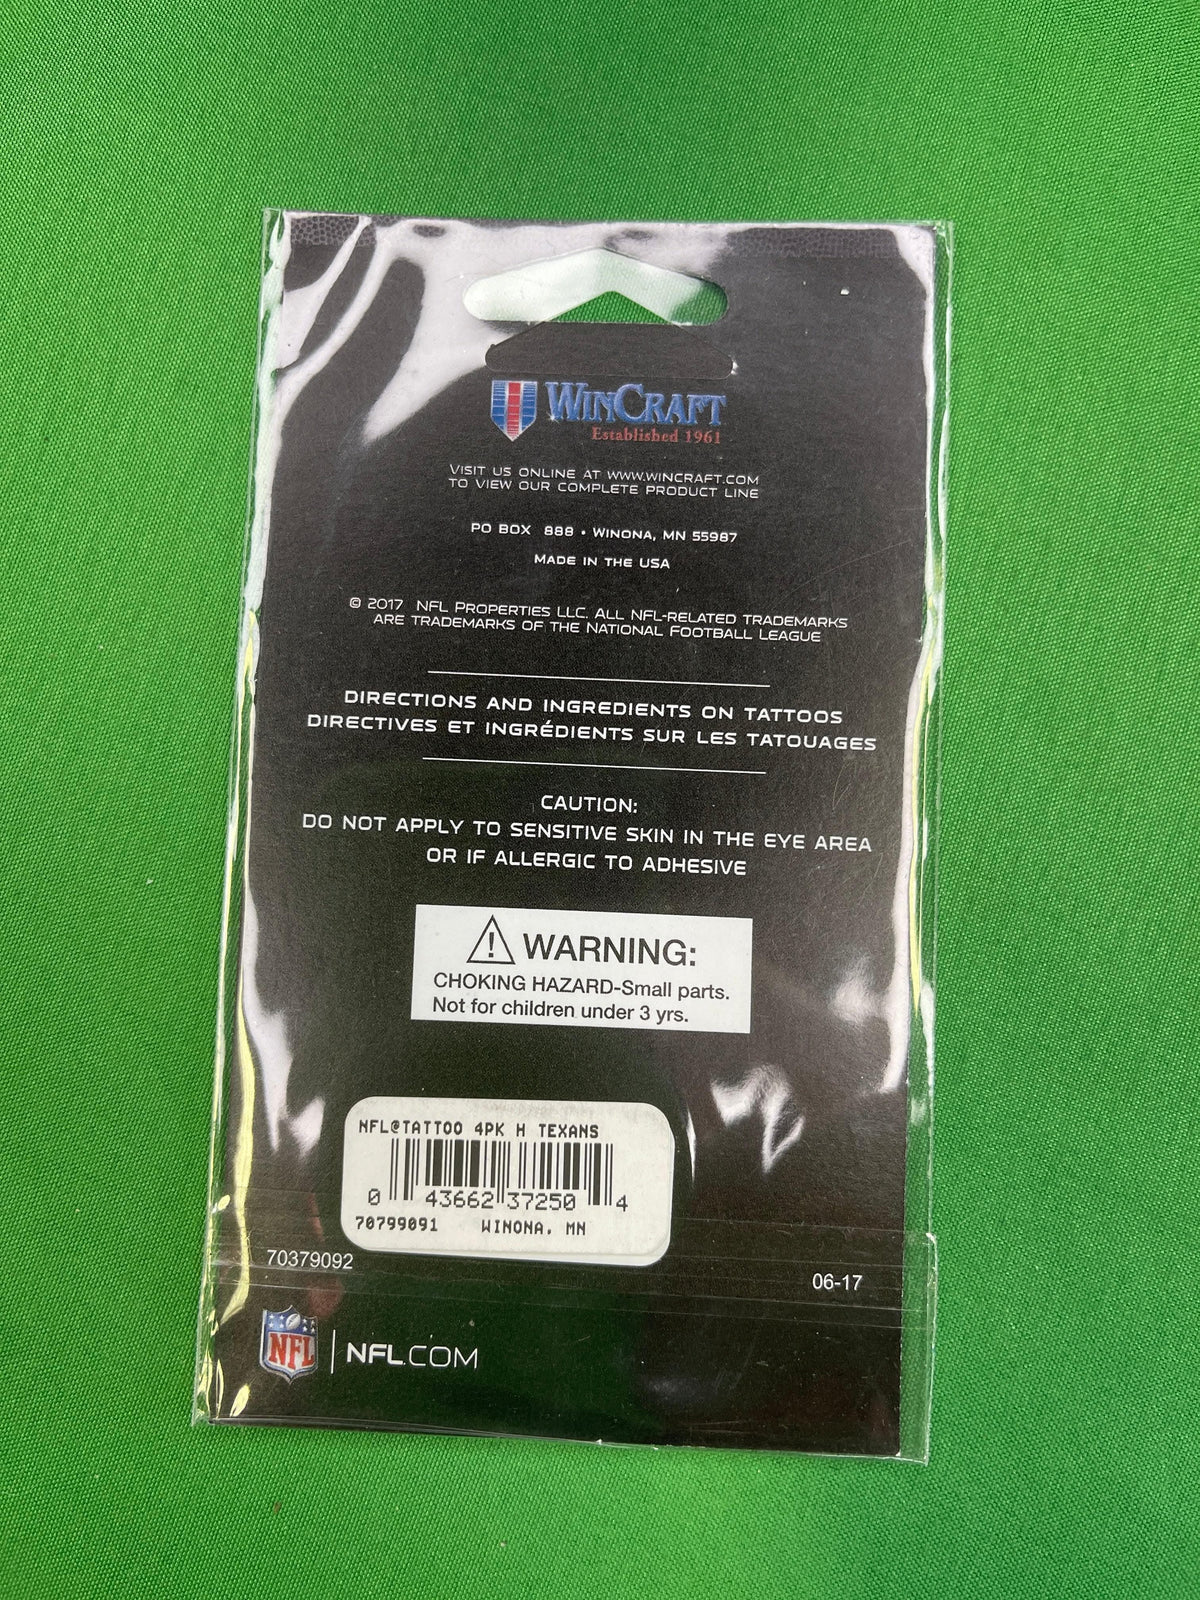 WINCRAFT
Established 1961
VISIT US ONLINE AT WWW.WINCRAFT.COM
TO VIEW OUR COMPLETE PRODUCT LINE
PO BOX 888 • WINONA, MN 55987
MADE IN THE USA
© 2017 NFL PROPERTIES LLC. ALL NFL-RELATED TRADEMARKS
ARE TRADEMARKS OF THE NATIONAL FOOTBALL LEAGUE
DIRECTIONS AND INGREDIENTS ON TATTOOS
DIRECTIVES ET INGRÉDIENTS SUR LES TATOUAGES
CAUTION:
DO NOT APPLY TO SENSITIVE SKIN IN THE EYE AREA
OR IF ALLERGIC TO ADHESIVE
WARNING:
CHOKING HAZARD-Small parts.
Not for children under 3 yrs.
NFL@TATTOO 4PK H TEXANS
0 43662 37250 4
70799091 WINONA, MN
70379092
06-17
NFL
NFL.COM